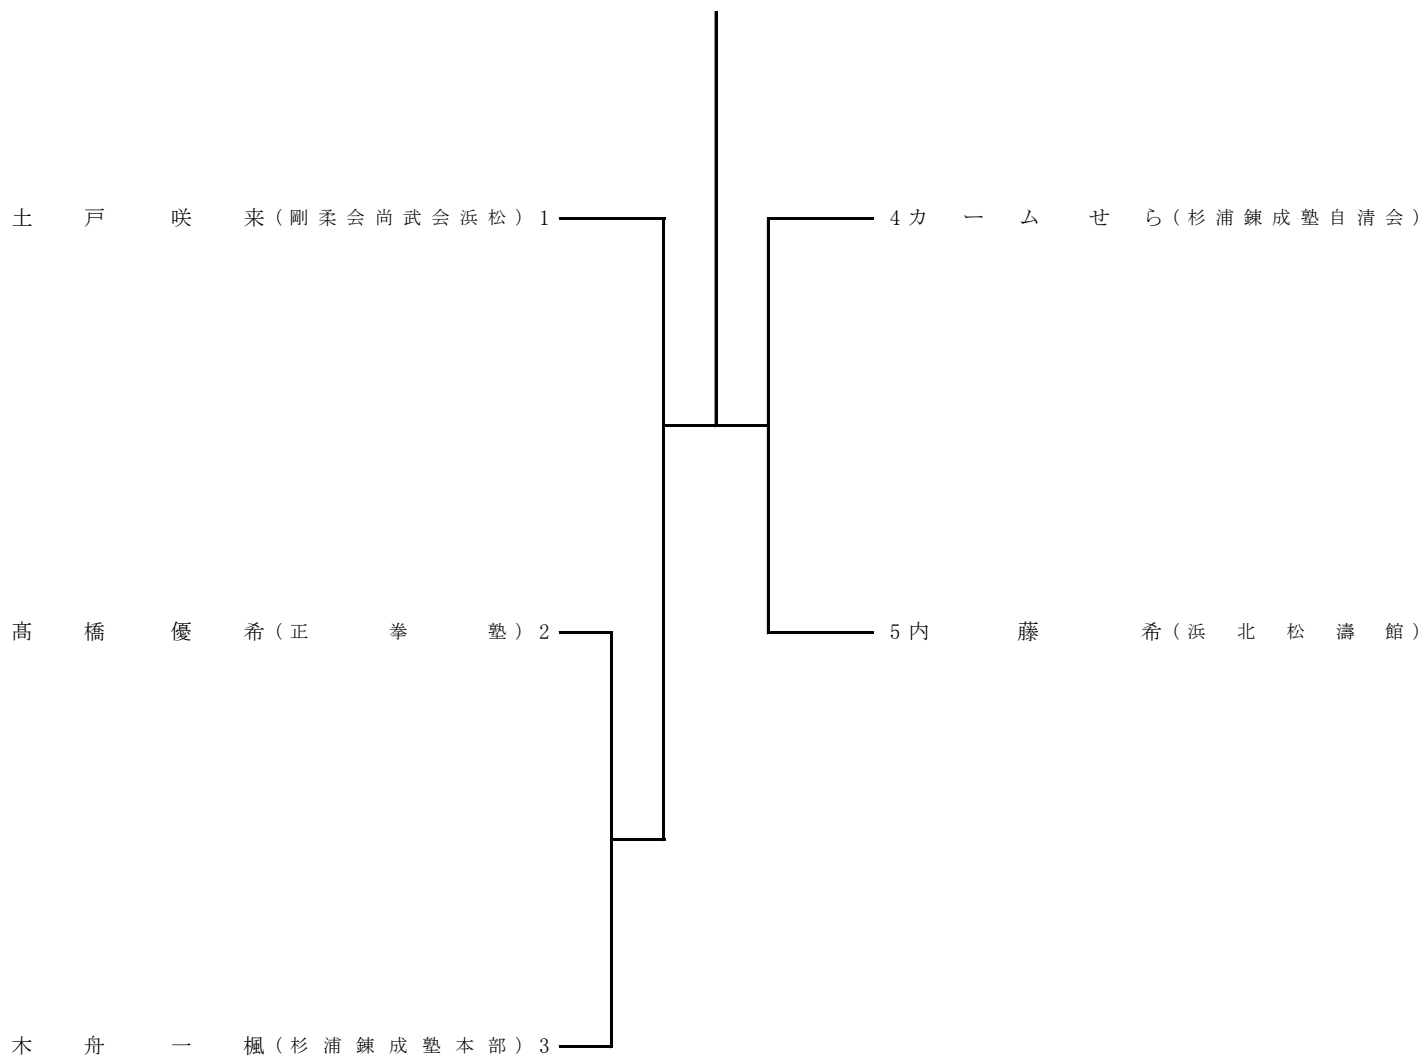 土戸　咲来(剛柔会尚武会浜松) 1
髙橋　優希(正拳塾) 2
木舟　一楓(杉浦錬成塾本部) 3
4 カーム　せら(杉浦錬成塾自清会)
5 内藤　希(浜北松濤館)